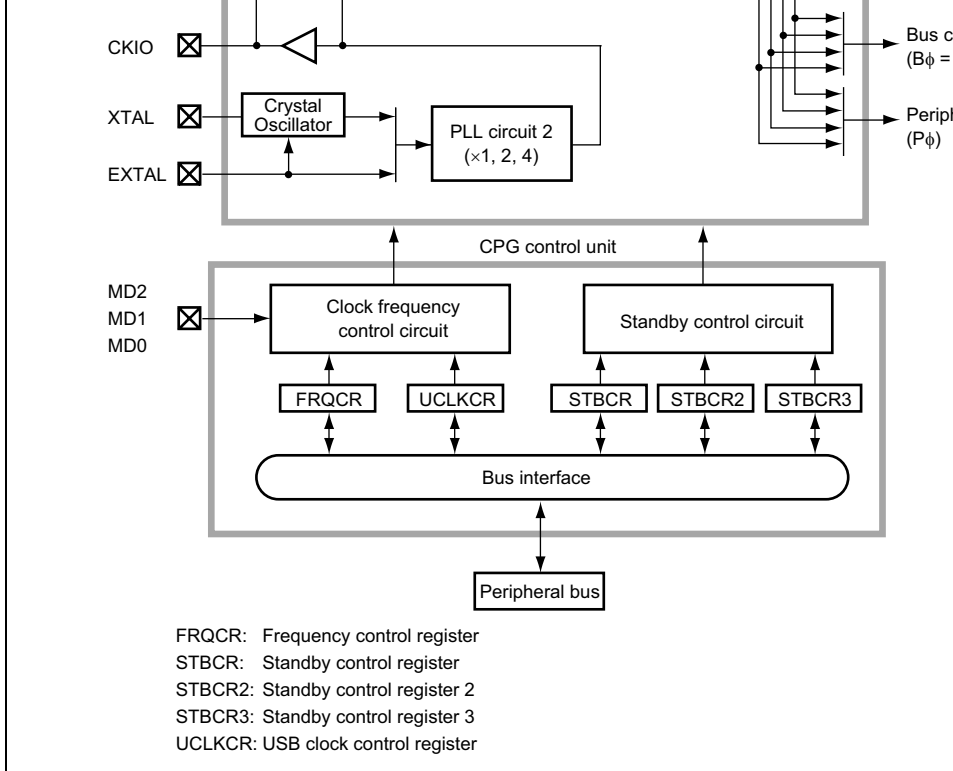 CKIO
XTAL
EXTAL
Crystal
Oscillator
PLL circuit 2
(×1, 2, 4)
Bus
(Bϕ =
(Pϕ)
CPG control unit
MD2
MD1
MD0
Clock frequency
control circuit
Standby control circuit
FRQCR
UCLKCR
STBCR
STBCR2
STBCR3
Bus interface
Peripheral bus
FRQCR: Frequency control register
STBCR: Standby control register
STBCR2: Standby control register 2
STBCR3: Standby control register 3
UCLKCR: USB clock control register